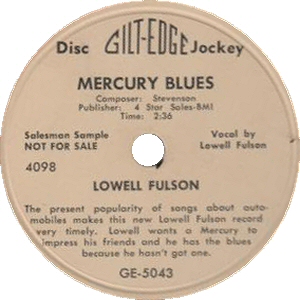 Disc GILT-EDGE Jockey
MERCURY BLUES
Composer: Stevenson
Publisher: 4 Star Sales-BMI
Time: 2:36
Salesman Sample
NOT FOR SALE
Vocal by
Lowell Fulson
4098
LOWELL FULSON
The present popularity of songs about auto-
mobiles makes this new Lowell Fulson record
very timely. Lowell wants a Mercury to
impress his friends and he has the blues
because he hasn't got one.
GE-5043